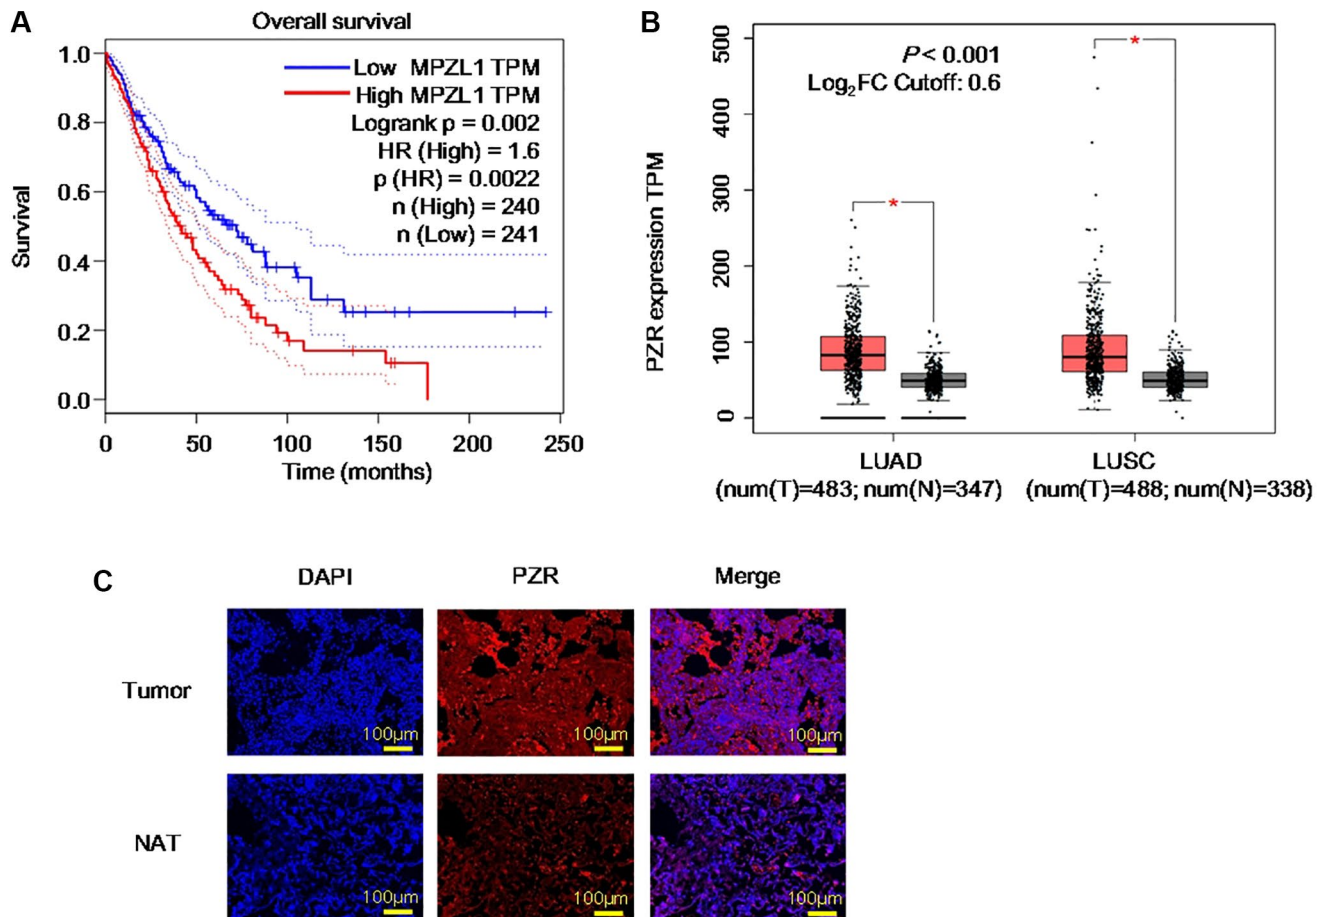 A
Overall survival
Low MPZL1 TPM
High MPZL1 TPM
Logrank p = 0.002
HR (High) = 1.6
p (HR) = 0.0022
n (High) = 240
n (Low) = 241
Survival
1.0
0.8
0.6
0.4
0.2
0.0
0 50 100 150 200 250
Time (months)
B
P < 0.001
Log₂FC Cutoff: 0.6
PZR expression TPM
500
400
300
200
100
0
*
*
LUAD
(num(T)=483; num(N)=347)
LUSC
(num(T)=488; num(N)=338)
C
DAPI PZR Merge
Tumor
100µm 100µm 100µm
NAT
100µm 100µm 100µm